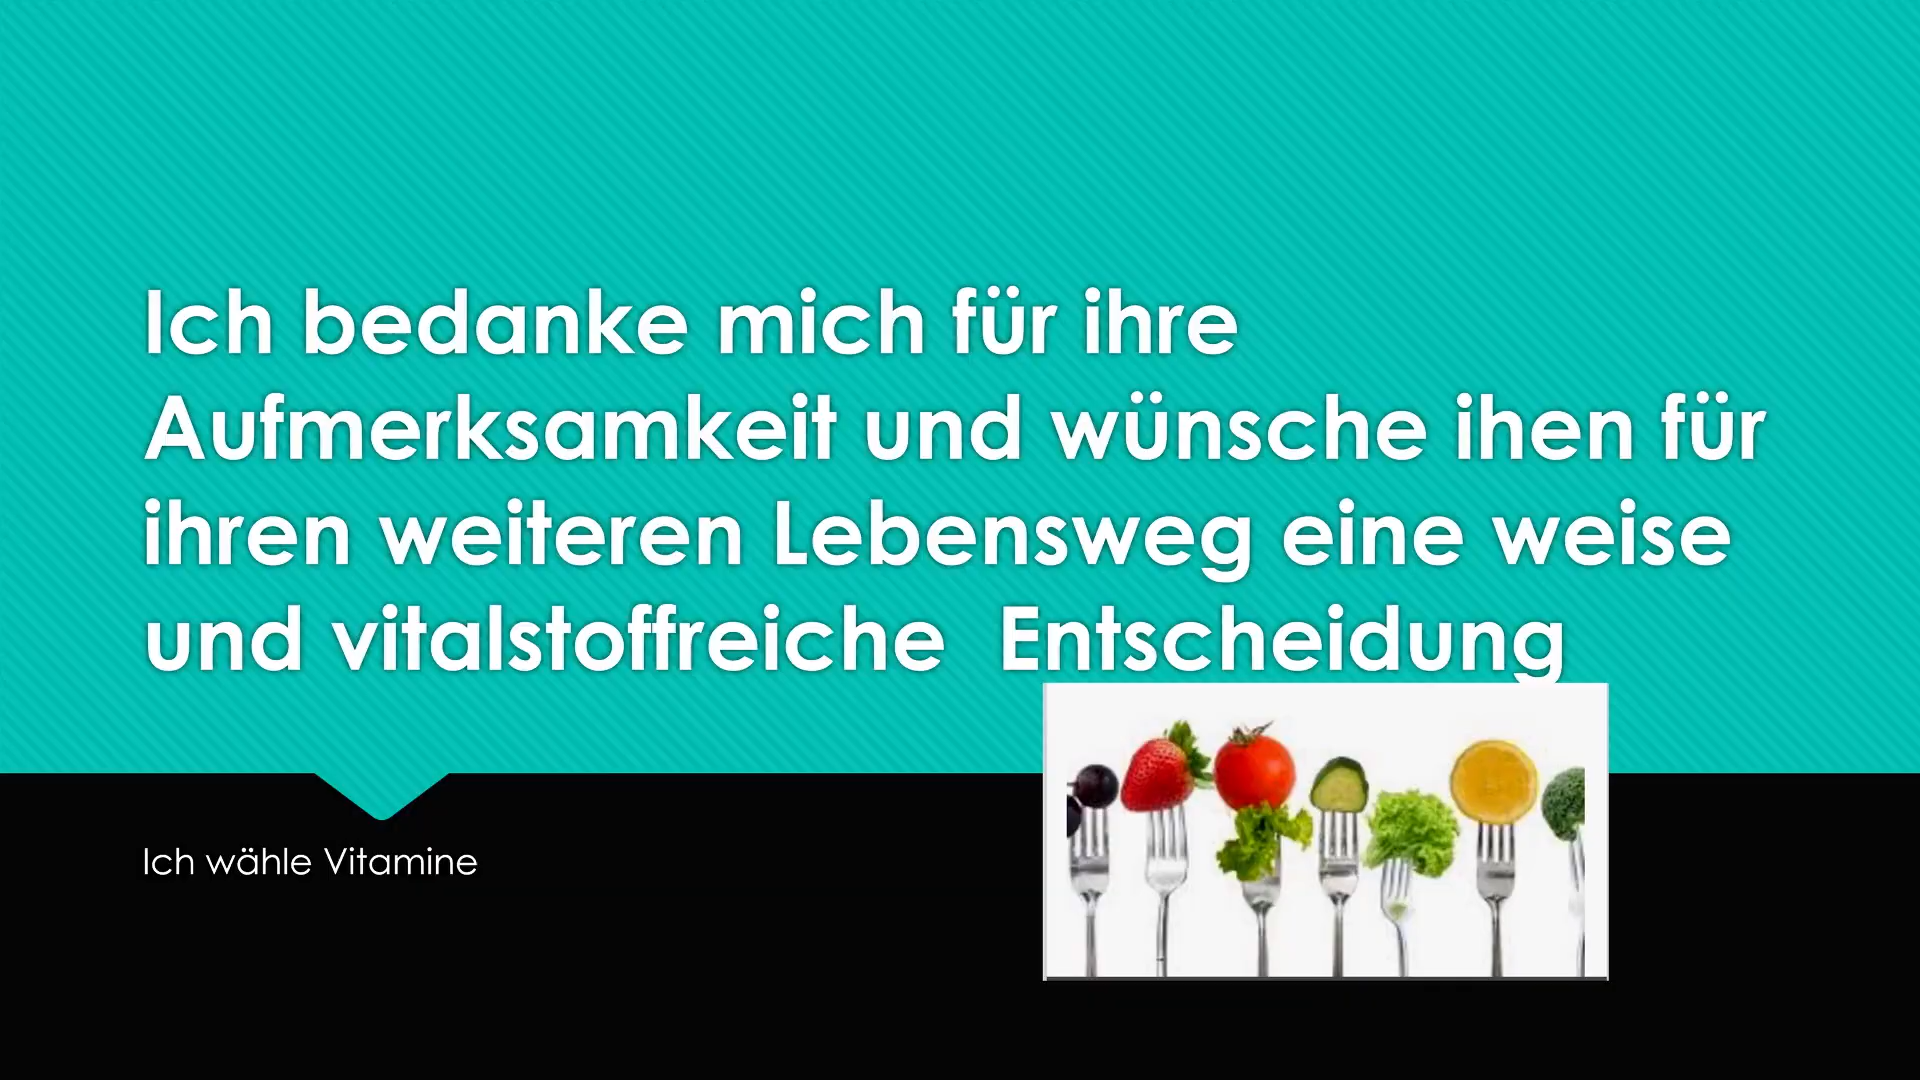 Ich bedanke mich für ihre
Aufmerksamkeit und wünsche ihen für
ihren weiteren Lebensweg eine weise
und vitalstoffreiche  Entscheidung
Ich wähle Vitamine